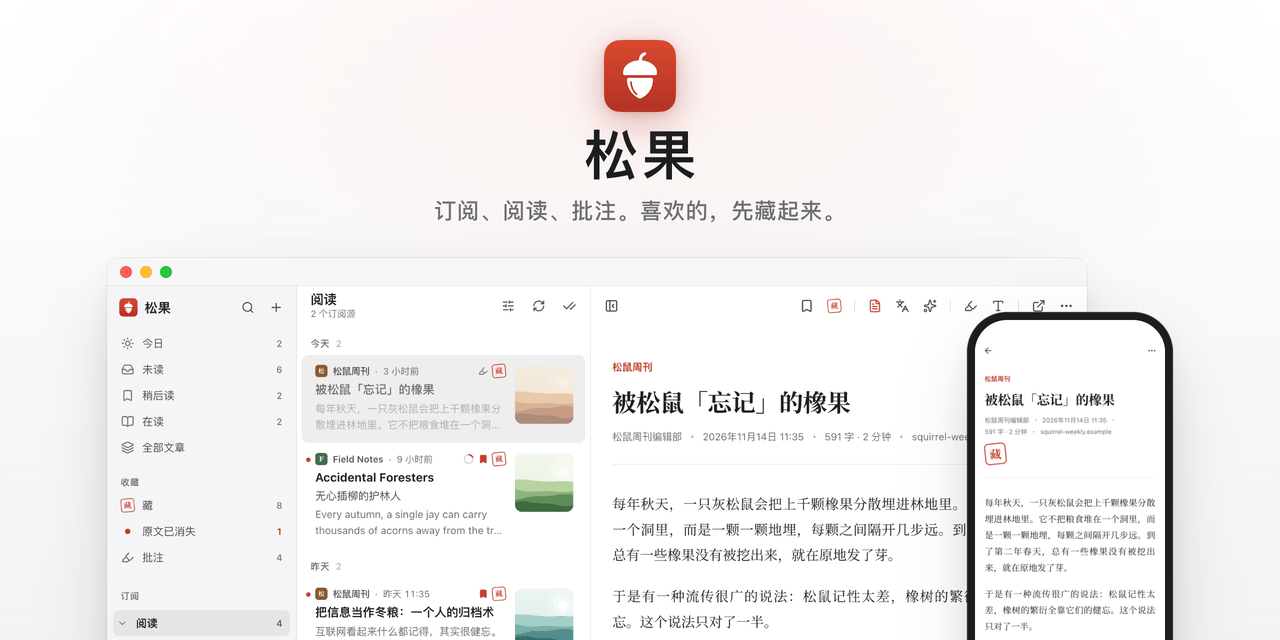 松果
订阅、阅读、批注。喜欢的，先藏起来。
松果
今日 2
未读 6
稍后读 2
在读 2
全部文章
收藏
藏 藏 8
原文已消失 1
批注 4
订阅
阅读 4
阅读
2 个订阅源
今天 2
松 松鼠周刊 · 3 小时前 藏
被松鼠「忘记」的橡果
每年秋天，一只灰松鼠会把上千颗橡果分
散埋进林地里。它不把粮食堆在一个洞…
F Field Notes · 9 小时前 藏
Accidental Foresters
无心插柳的护林人
Every autumn, a single jay can carry
thousands of acorns away from the tr…
昨天 2
松 松鼠周刊 · 昨天 11:35 藏
把信息当作冬粮：一个人的归档术
互联网看起来什么都记得，其实很健忘。
藏
松鼠周刊
被松鼠「忘记」的橡果
松鼠周刊编辑部 • 2026年11月14日 11:35 • 591 字 · 2 分钟 • squirrel-wee
每年秋天，一只灰松鼠会把上千颗橡果分散埋进林地里。
一个洞里，而是一颗一颗地埋，每颗之间隔开几步远。到
总有一些橡果没有被挖出来，就在原地发了芽。
于是有一种流传很广的说法：松鼠记性太差，橡树的繁衍
忘。这个说法只对了一半。
松鼠周刊
被松鼠「忘记」的橡果
松鼠周刊编辑部 • 2026年11月14日 11:35 •
591 字 · 2 分钟 • squirrel-weekly.example
藏
每年秋天，一只灰松鼠会把上千颗橡果分散
埋进林地里。它不把粮食堆在一个洞里，而
是一颗一颗地埋，每颗之间隔开几步远。到
了第二年春天，总有一些橡果没有被挖出
来，就在原地发了芽。
于是有一种流传很广的说法：松鼠记性太
差，橡树的繁衍全靠它们的健忘。这个说法
只对了一半。